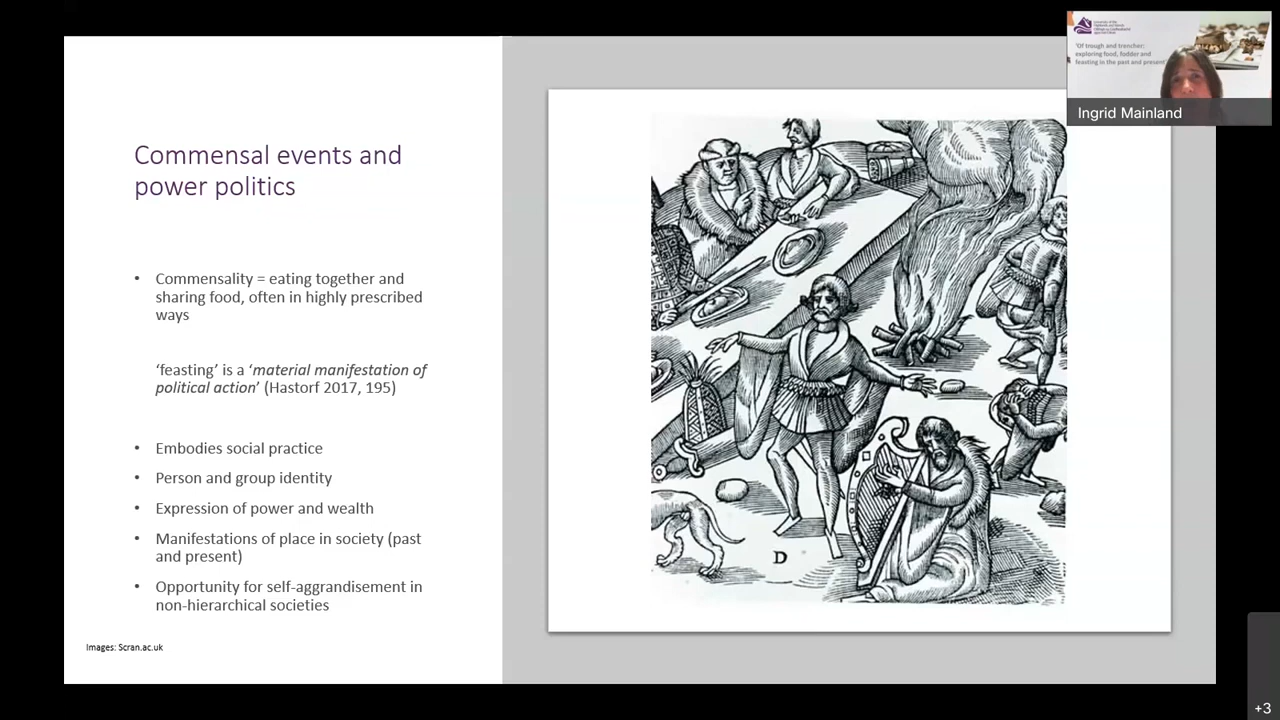 Commensal events and
power politics
• Commensality = eating together and
sharing food, often in highly prescribed
ways
‘feasting’ is a ‘material manifestation of
political action’ (Hastorf 2017, 195)
• Embodies social practice
• Person and group identity
• Expression of power and wealth
• Manifestations of place in society (past
and present)
• Opportunity for self-aggrandisement in
non-hierarchical societies
Images: Scran.ac.uk
D
'Of trough and trencher:
exploring food, fodder and
feasting in the past and present'
Ingrid Mainland
+3